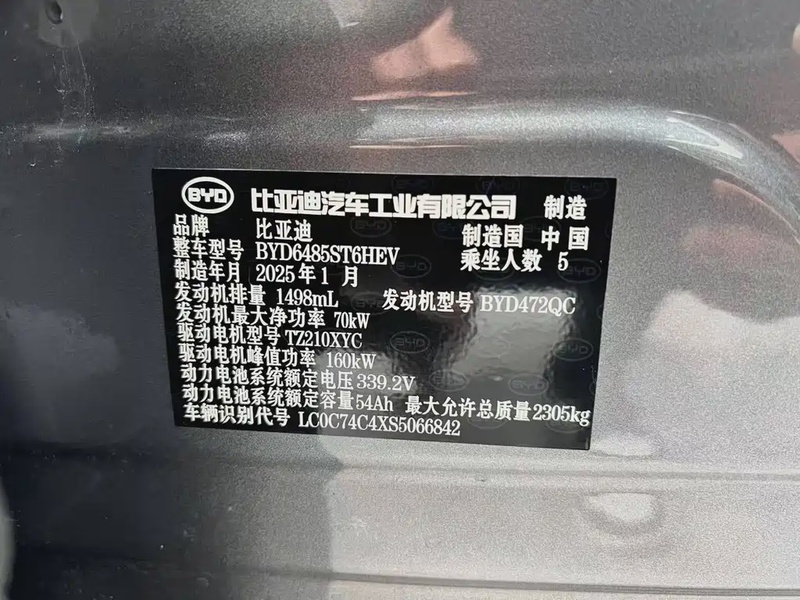 BYD 比亚迪汽车工业有限公司 制造
品牌 比亚迪 制造国 中国
整车型号 BYD6485ST6HEV 乘坐人数 5
制造年月 2025年1月
发动机排量 1498mL 发动机型号 BYD472QC
发动机最大净功率 70kW
驱动电机型号 TZ210XYC
驱动电机峰值功率 160kW
动力电池系统额定电压 339.2V
动力电池系统额定容量 54Ah 最大允许总质量 2305kg
车辆识别代号 LC0C74C4XS5066842